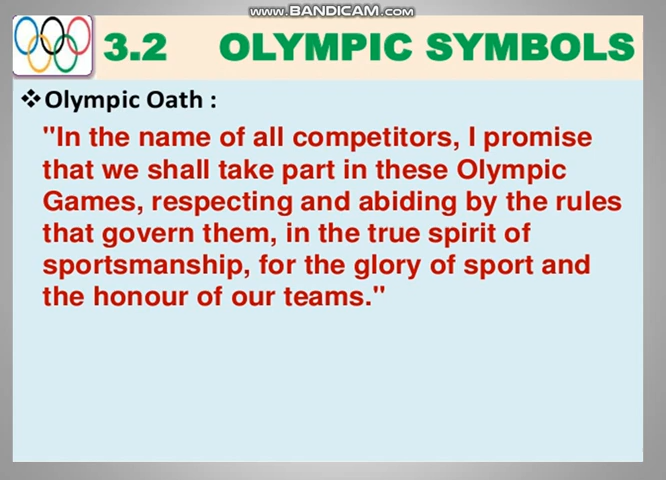 www.BANDICAM.com
3.2 OLYMPIC SYMBOLS
❖Olympic Oath :
"In the name of all competitors, I promise
that we shall take part in these Olympic
Games, respecting and abiding by the rules
that govern them, in the true spirit of
sportsmanship, for the glory of sport and
the honour of our teams."